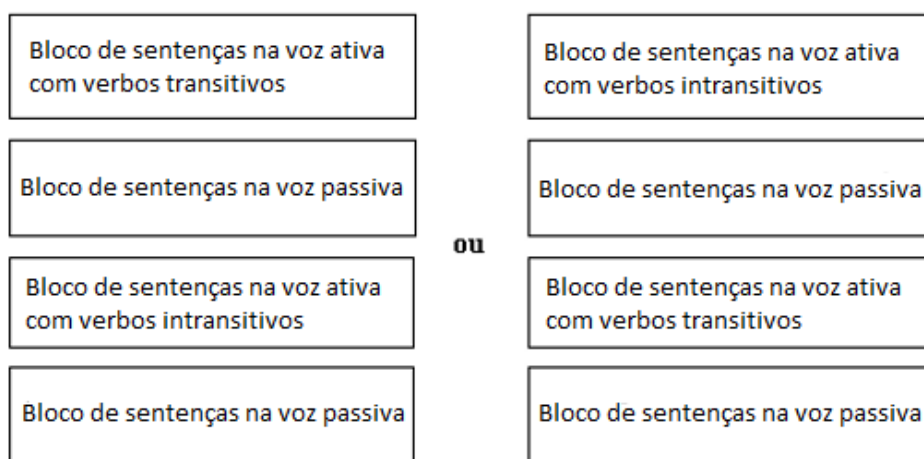 Bloco de sentenças na voz ativa
com verbos transitivos
Bloco de sentenças na voz passiva
Bloco de sentenças na voz ativa
com verbos intransitivos
Bloco de sentenças na voz passiva
ou
Bloco de sentenças na voz ativa
com verbos intransitivos
Bloco de sentenças na voz passiva
Bloco de sentenças na voz ativa
com verbos transitivos
Bloco de sentenças na voz passiva